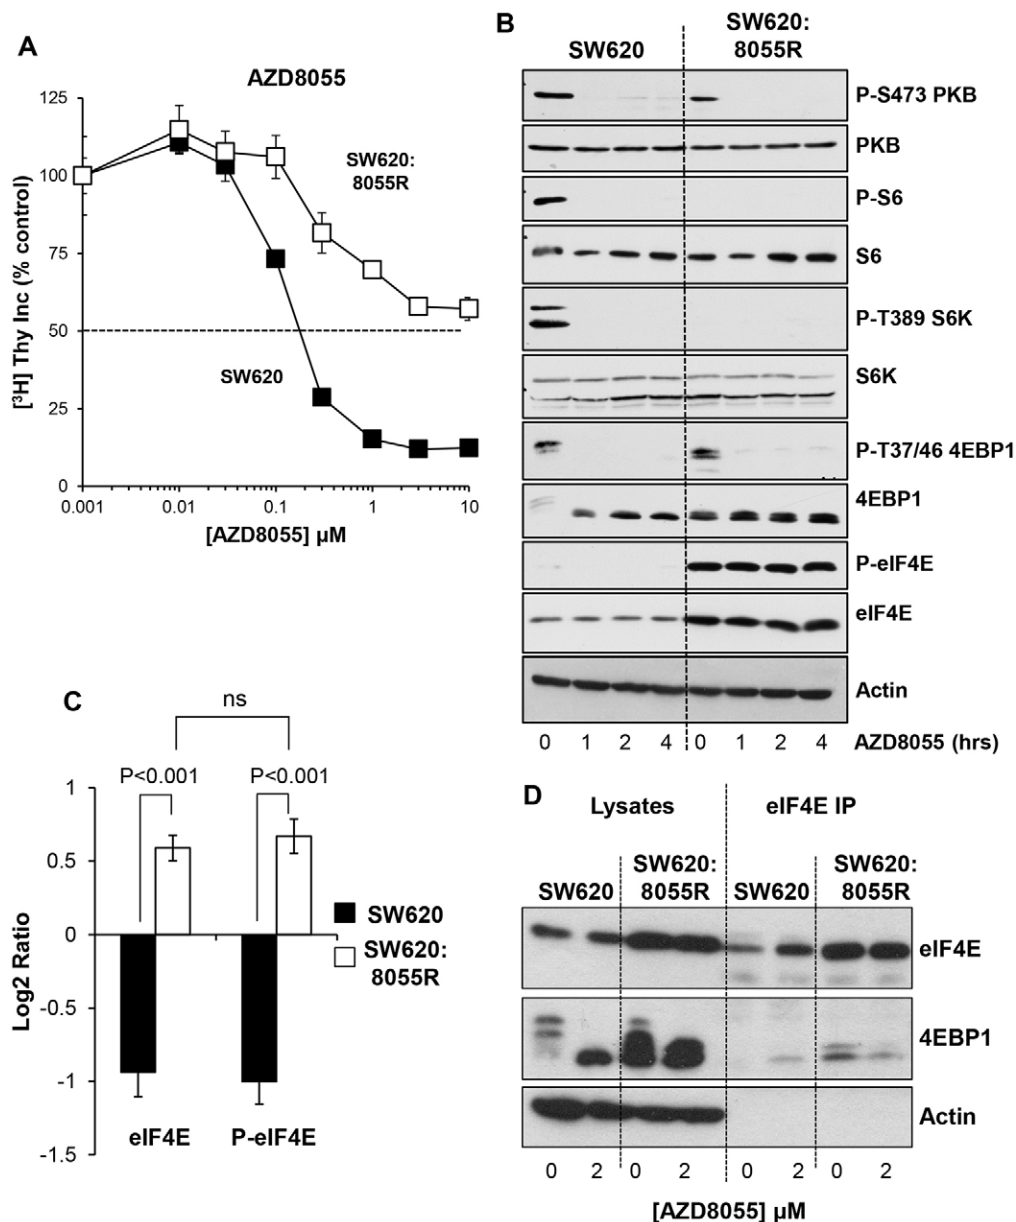 A
AZD8055
125
100
75
50
25
0
[³H] Thy Inc (% control)
SW620:
8055R
SW620
0.001 0.01 0.1 1 10
[AZD8055] µM
B
SW620
SW620:
8055R
P-S473 PKB
PKB
P-S6
S6
P-T389 S6K
S6K
P-T37/46 4EBP1
4EBP1
P-eIF4E
eIF4E
Actin
0 1 2 4 0 1 2 4 AZD8055 (hrs)
C
ns
P<0.001 P<0.001
1
0.5
0
-0.5
-1
-1.5
Log2 Ratio
SW620
SW620:
8055R
eIF4E P-eIF4E
D
Lysates eIF4E IP
SW620 SW620:
8055R SW620 SW620:
8055R
eIF4E
4EBP1
Actin
0 2 0 2 0 2 0 2
[AZD8055] µM